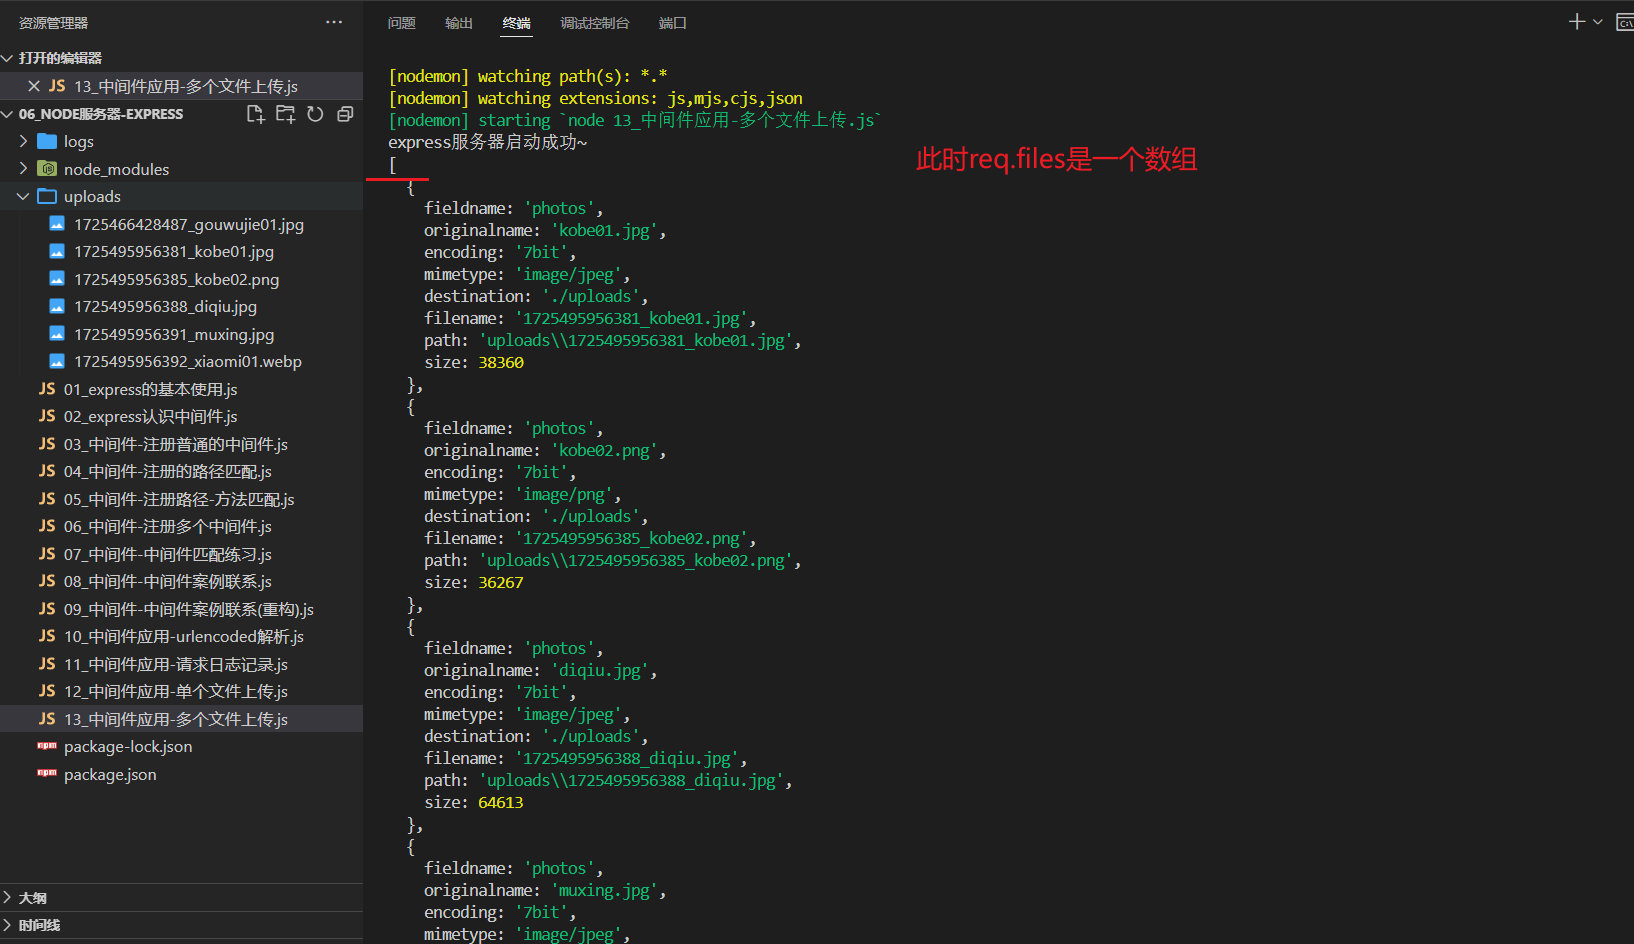 资源管理器
打开的编辑器
JS 13_中间件应用-多个文件上传.js
06_NODE服务器-EXPRESS
logs
node_modules
uploads
1725466428487_gouwujie01.jpg
1725495956381_kobe01.jpg
1725495956385_kobe02.png
1725495956388_diqiu.jpg
1725495956391_muxing.jpg
1725495956392_xiaomi01.webp
JS 01_express的基本使用.js
JS 02_express认识中间件.js
JS 03_中间件-注册普通的中间件.js
JS 04_中间件-注册的路径匹配.js
JS 05_中间件-注册路径-方法匹配.js
JS 06_中间件-注册多个中间件.js
JS 07_中间件-中间件匹配练习.js
JS 08_中间件-中间件案例联系.js
JS 09_中间件-中间件案例联系(重构).js
JS 10_中间件应用-urlencoded解析.js
JS 11_中间件应用-请求日志记录.js
JS 12_中间件应用-单个文件上传.js
JS 13_中间件应用-多个文件上传.js
npm package-lock.json
npm package.json
大纲
时间线
问题 输出 终端 调试控制台 端口
[nodemon] watching path(s): *.*
[nodemon] watching extensions: js,mjs,cjs,json
[nodemon] starting `node 13_中间件应用-多个文件上传.js`
express服务器启动成功~
[
此时req.files是一个数组
{
fieldname: 'photos',
originalname: 'kobe01.jpg',
encoding: '7bit',
mimetype: 'image/jpeg',
destination: './uploads',
filename: '1725495956381_kobe01.jpg',
path: 'uploads\\1725495956381_kobe01.jpg',
size: 38360
},
{
fieldname: 'photos',
originalname: 'kobe02.png',
encoding: '7bit',
mimetype: 'image/png',
destination: './uploads',
filename: '1725495956385_kobe02.png',
path: 'uploads\\1725495956385_kobe02.png',
size: 36267
},
{
fieldname: 'photos',
originalname: 'diqiu.jpg',
encoding: '7bit',
mimetype: 'image/jpeg',
destination: './uploads',
filename: '1725495956388_diqiu.jpg',
path: 'uploads\\1725495956388_diqiu.jpg',
size: 64613
},
{
fieldname: 'photos',
originalname: 'muxing.jpg',
encoding: '7bit',
mimetype: 'image/jpeg',